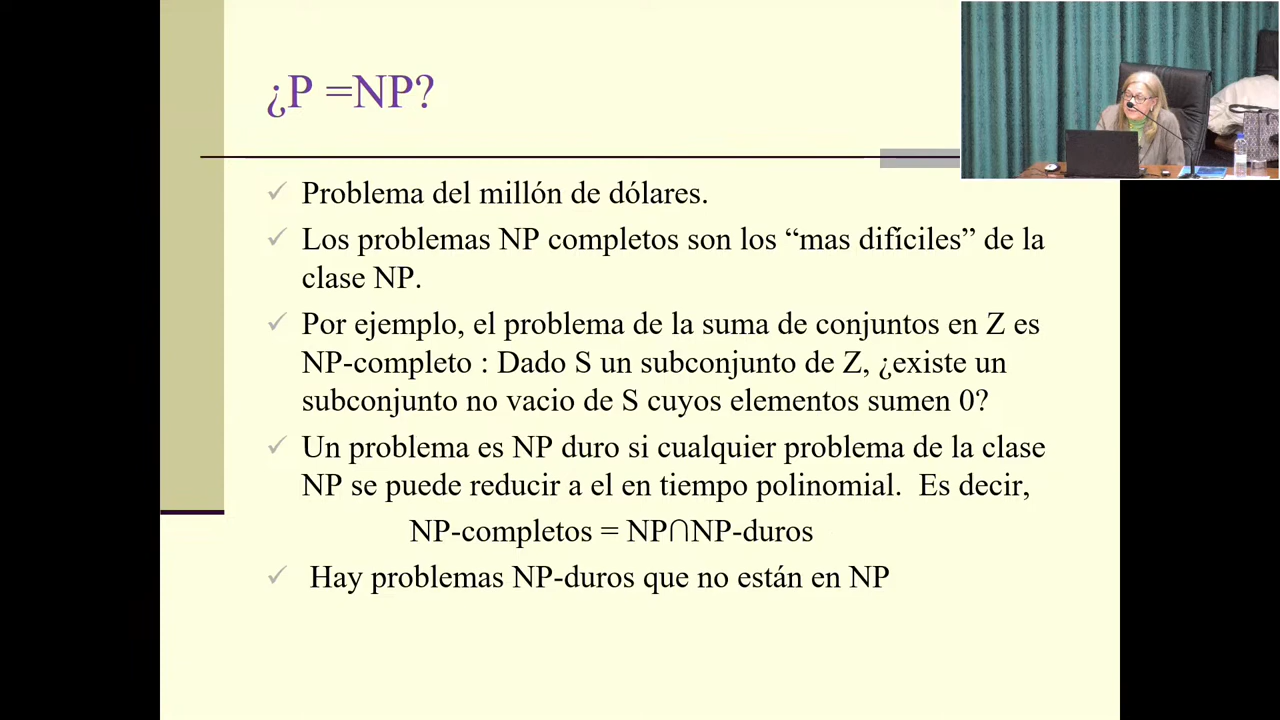 ¿P =NP?
Problema del millón de dólares.
Los problemas NP completos son los “mas difíciles” de la
clase NP.
Por ejemplo, el problema de la suma de conjuntos en Z es
NP-completo : Dado S un subconjunto de Z, ¿existe un
subconjunto no vacio de S cuyos elementos sumen 0?
Un problema es NP duro si cualquier problema de la clase
NP se puede reducir a el en tiempo polinomial. Es decir,
NP-completos = NP∩NP-duros
Hay problemas NP-duros que no están en NP